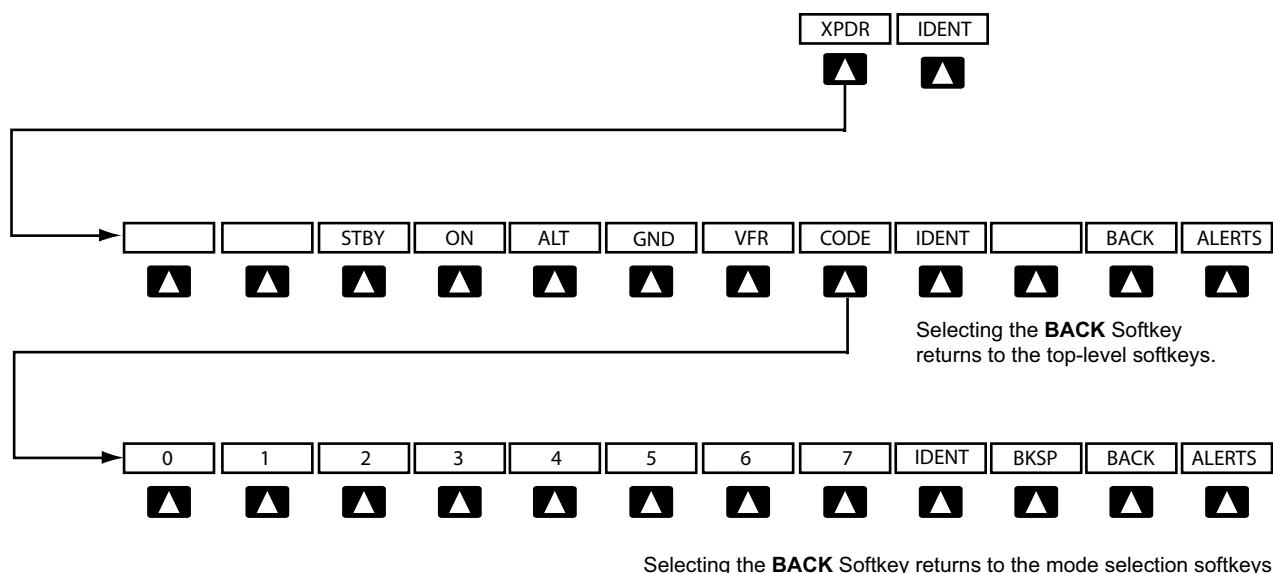 XPDR IDENT
STBY ON ALT GND VFR CODE IDENT BACK ALERTS
Selecting the BACK Softkey
returns to the top-level softkeys.
0 1 2 3 4 5 6 7 IDENT BKSP BACK ALERTS
Selecting the BACK Softkey returns to the mode selection softkeys